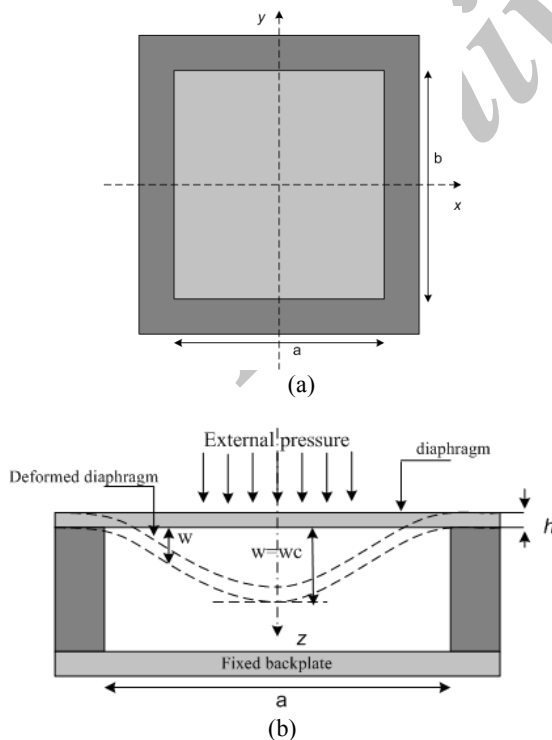 y
b
x
a
(a)
External pressure
diaphragm
Deformed diaphragm
h
w
w=wc
z
Fixed backplate
a
(b)